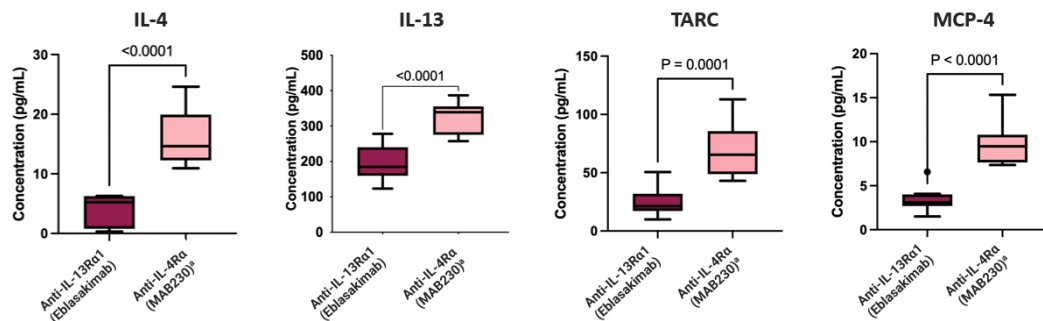 IL-4
Concentration (pg/mL)
30
20
10
0
<0.0001
Anti-IL-13Rα1
(Eblasakimab)
Anti-IL-4Rα
(MAB230)ᵃ
IL-13
Concentration (pg/mL)
500
400
300
200
100
0
<0.0001
Anti-IL-13Rα1
(Eblasakimab)
Anti-IL-4Rα
(MAB230)ᵃ
TARC
Concentration (pg/mL)
150
100
50
0
P = 0.0001
Anti-IL-13Rα1
(Eblasakimab)
Anti-IL-4Rα
(MAB230)ᵃ
MCP-4
Concentration (pg/mL)
20
15
10
5
0
P < 0.0001
Anti-IL-13Rα1
(Eblasakimab)
Anti-IL-4Rα
(MAB230)ᵃ